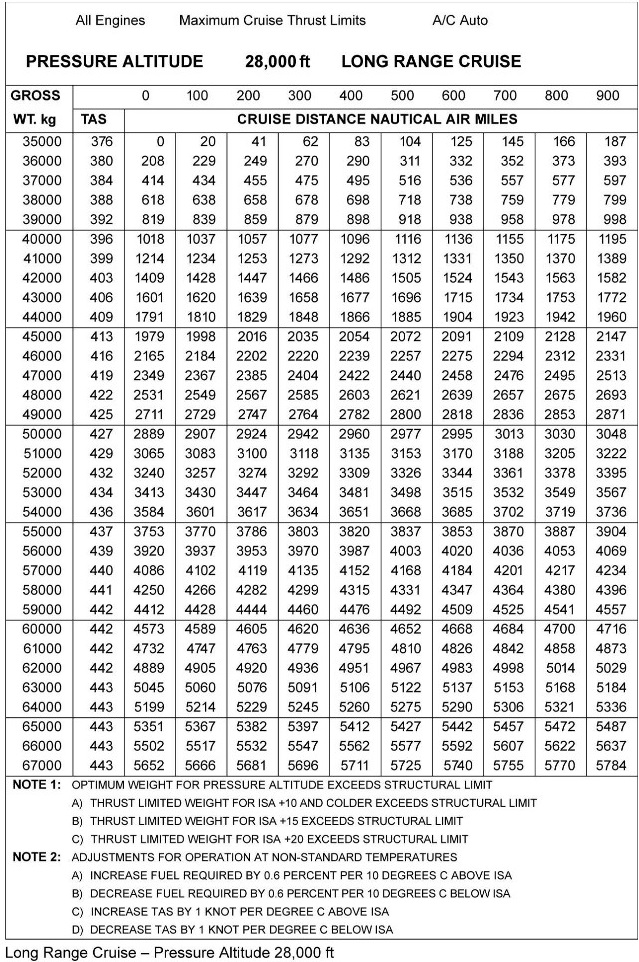 All Engines Maximum Cruise Thrust Limits A/C Auto
PRESSURE ALTITUDE 28,000 ft LONG RANGE CRUISE
GROSS 0 100 200 300 400 500 600 700 800 900
WT. kg TAS CRUISE DISTANCE NAUTICAL AIR MILES
35000 376 0 20 41 62 83 104 125 145 166 187
36000 380 208 229 249 270 290 311 332 352 373 393
37000 384 414 434 455 475 495 516 536 557 577 597
38000 388 618 638 658 678 698 718 738 759 779 799
39000 392 819 839 859 879 898 918 938 958 978 998
40000 396 1018 1037 1057 1077 1096 1116 1136 1155 1175 1195
41000 399 1214 1234 1253 1273 1292 1312 1331 1350 1370 1389
42000 403 1409 1428 1447 1466 1486 1505 1524 1543 1563 1582
43000 406 1601 1620 1639 1658 1677 1696 1715 1734 1753 1772
44000 409 1791 1810 1829 1848 1866 1885 1904 1923 1942 1960
45000 413 1979 1998 2016 2035 2054 2072 2091 2109 2128 2147
46000 416 2165 2184 2202 2220 2239 2257 2275 2294 2312 2331
47000 419 2349 2367 2385 2404 2422 2440 2458 2476 2495 2513
48000 422 2531 2549 2567 2585 2603 2621 2639 2657 2675 2693
49000 425 2711 2729 2747 2764 2782 2800 2818 2836 2853 2871
50000 427 2889 2907 2924 2942 2960 2977 2995 3013 3030 3048
51000 429 3065 3083 3100 3118 3135 3153 3170 3188 3205 3222
52000 432 3240 3257 3274 3292 3309 3326 3344 3361 3378 3395
53000 434 3413 3430 3447 3464 3481 3498 3515 3532 3549 3567
54000 436 3584 3601 3617 3634 3651 3668 3685 3702 3719 3736
55000 437 3753 3770 3786 3803 3820 3837 3853 3870 3887 3904
56000 439 3920 3937 3953 3970 3987 4003 4020 4036 4053 4069
57000 440 4086 4102 4119 4135 4152 4168 4184 4201 4217 4234
58000 441 4250 4266 4282 4299 4315 4331 4347 4364 4380 4396
59000 442 4412 4428 4444 4460 4476 4492 4509 4525 4541 4557
60000 442 4573 4589 4605 4620 4636 4652 4668 4684 4700 4716
61000 442 4732 4747 4763 4779 4795 4810 4826 4842 4858 4873
62000 442 4889 4905 4920 4936 4951 4967 4983 4998 5014 5029
63000 443 5045 5060 5076 5091 5106 5122 5137 5153 5168 5184
64000 443 5199 5214 5229 5245 5260 5275 5290 5306 5321 5336
65000 443 5351 5367 5382 5397 5412 5427 5442 5457 5472 5487
66000 443 5502 5517 5532 5547 5562 5577 5592 5607 5622 5637
67000 443 5652 5666 5681 5696 5711 5725 5740 5755 5770 5784
NOTE 1: OPTIMUM WEIGHT FOR PRESSURE ALTITUDE EXCEEDS STRUCTURAL LIMIT
A) THRUST LIMITED WEIGHT FOR ISA +10 AND COLDER EXCEEDS STRUCTURAL LIMIT
B) THRUST LIMITED WEIGHT FOR ISA +15 EXCEEDS STRUCTURAL LIMIT
C) THRUST LIMITED WEIGHT FOR ISA +20 EXCEEDS STRUCTURAL LIMIT
NOTE 2: ADJUSTMENTS FOR OPERATION AT NON-STANDARD TEMPERATURES
A) INCREASE FUEL REQUIRED BY 0.6 PERCENT PER 10 DEGREES C ABOVE ISA
B) DECREASE FUEL REQUIRED BY 0.6 PERCENT PER 10 DEGREES C BELOW ISA
C) INCREASE TAS BY 1 KNOT PER DEGREE C ABOVE ISA
D) DECREASE TAS BY 1 KNOT PER DEGREE C BELOW ISA
Long Range Cruise – Pressure Altitude 28,000 ft